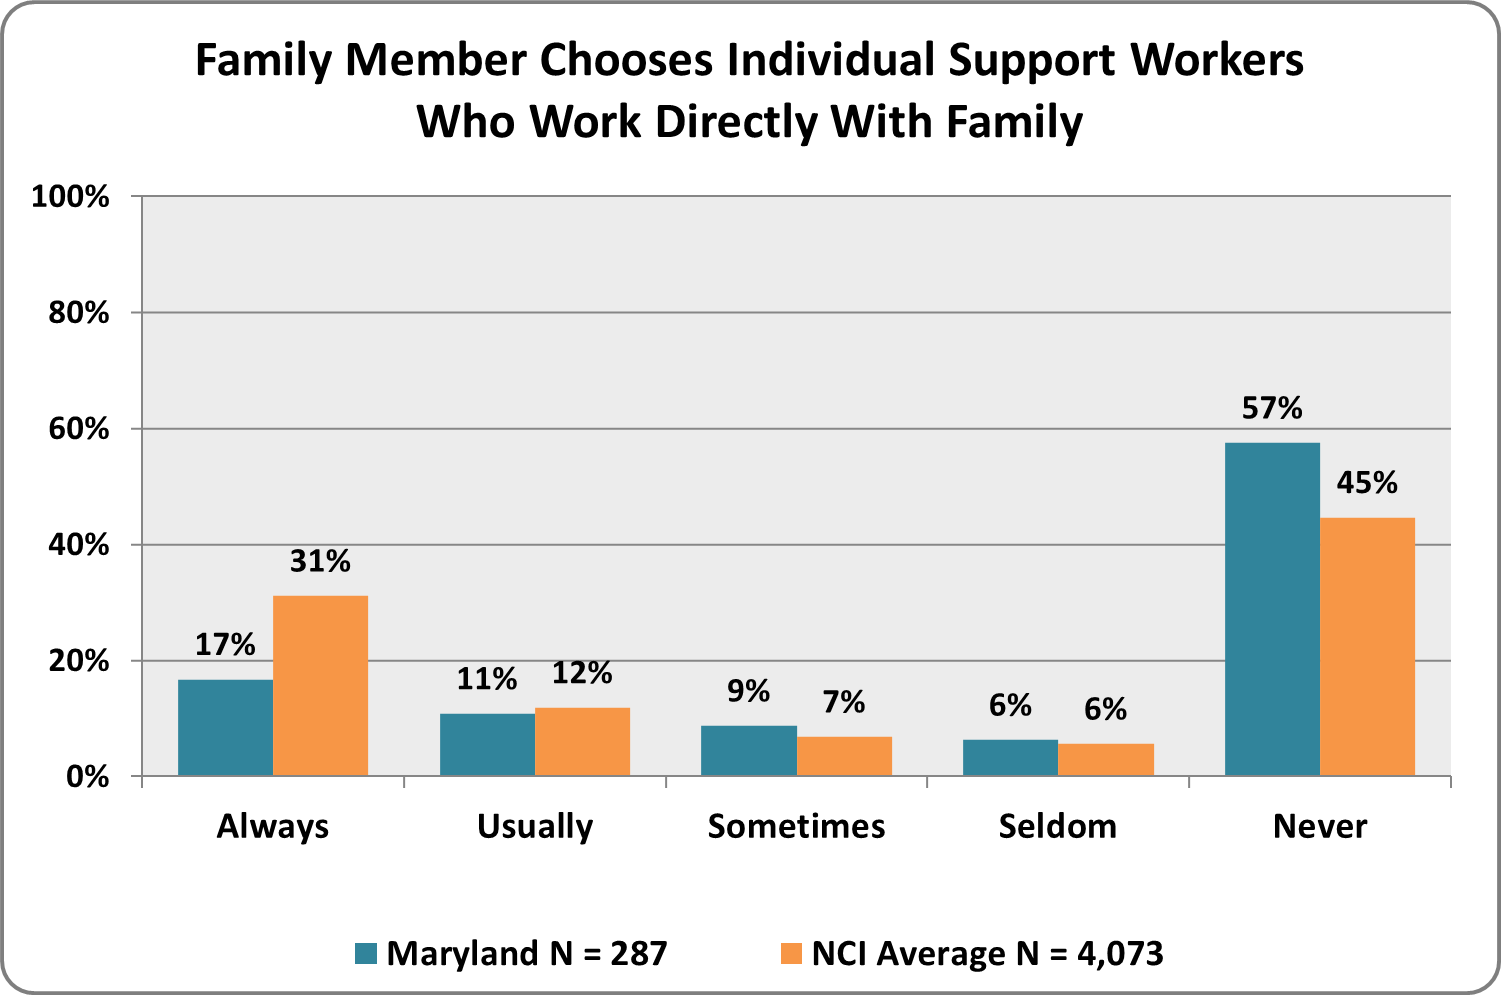 Family Member Chooses Individual Support Workers
Who Work Directly With Family
100%
80%
60%
40%
20%
0%
17%
31%
11%
12%
9%
7%
6%
6%
57%
45%
Always
Usually
Sometimes
Seldom
Never
Maryland N = 287
NCI Average N = 4,073